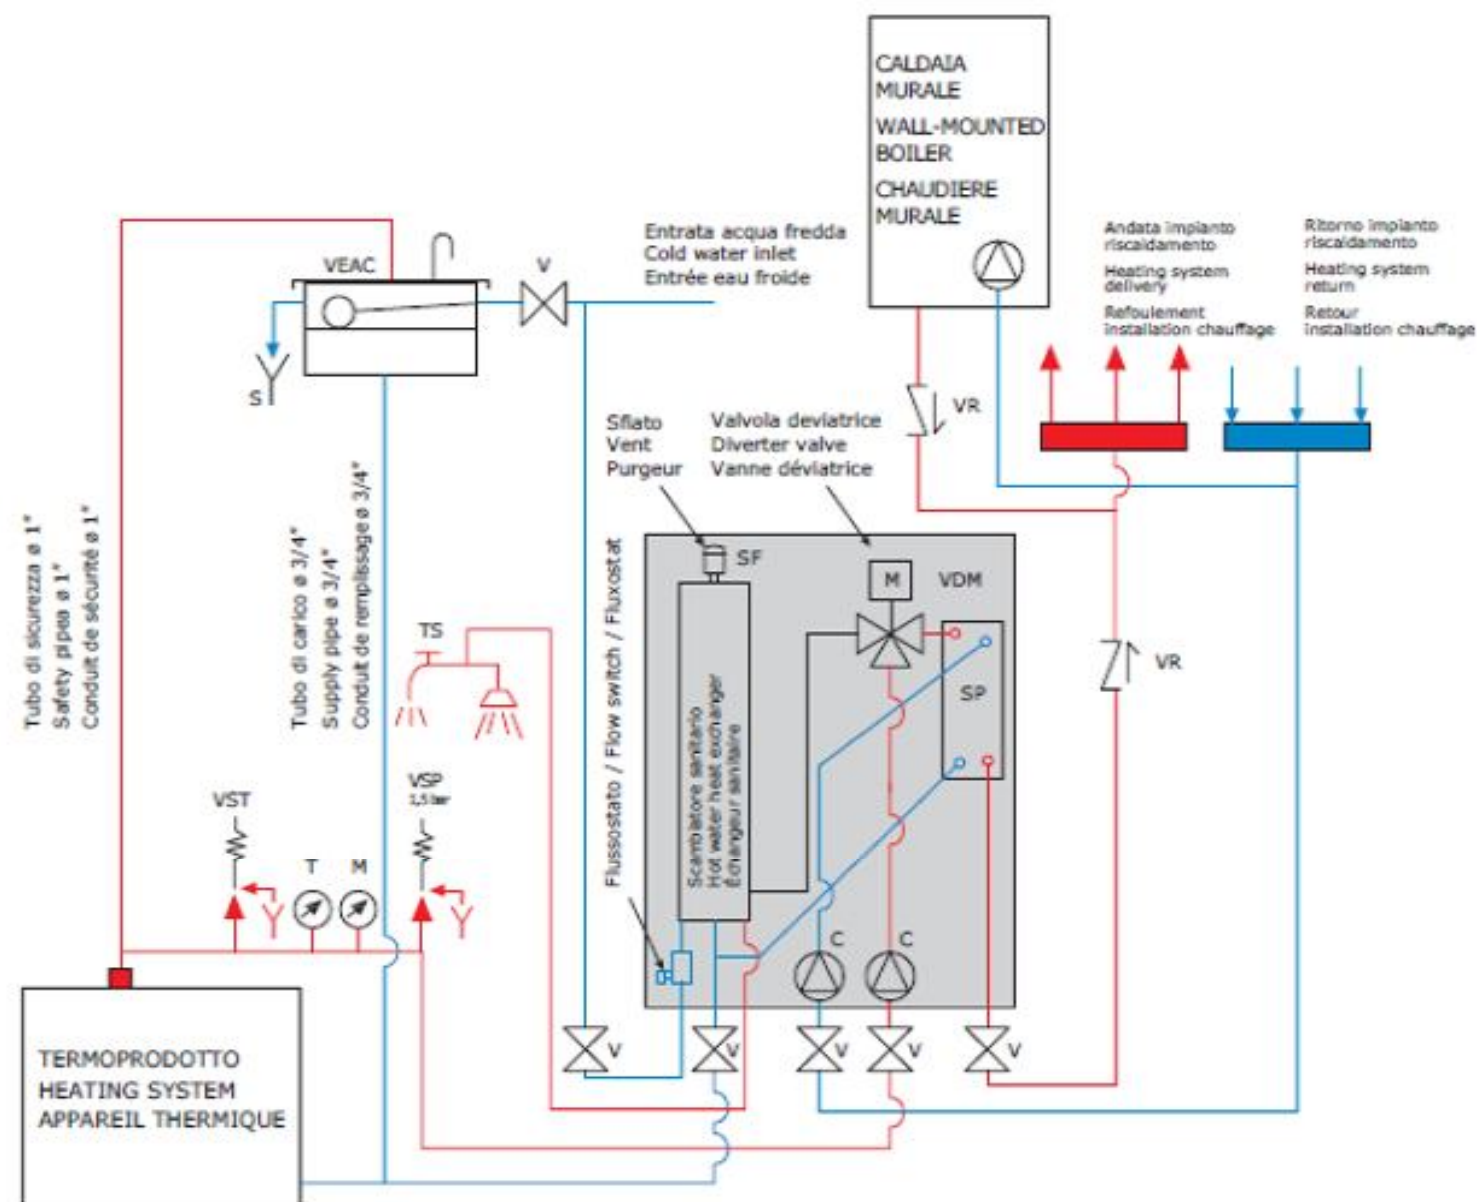 CALDAIA
MURALE
WALL-MOUNTED
BOILER
CHAUDIERE
MURALE
Entrata acqua fredda
Cold water inlet
Entrée eau froide
Andata impianto
riscaldamento
Heating system
delivery
Refoulement
installation chauffage
Ritorno impianto
riscaldamento
Heating system
return
Retour
installation chauffage
VEAC
V
S
VR
Sfiato
Vent
Purgeur
Valvola deviatrice
Diverter valve
Vanne déviatrice
Tubo di sicurezza ø 1"
Safety pipea ø 1"
Conduit de sécurité ø 1"
Tubo di carico ø 3/4"
Supply pipe ø 3/4"
Conduit de remplissage ø 3/4"
SF
M
VDM
TS
Flussostato / Flow switch / Fluxostat
Scambiatore sanitario
Hot water heat exchanger
Échangeur sanitaire
SP
VR
VST
VSP
1,5 bar
T
M
C
C
V
V
V
V
V
TERMOPRODOTTO
HEATING SYSTEM
APPAREIL THERMIQUE